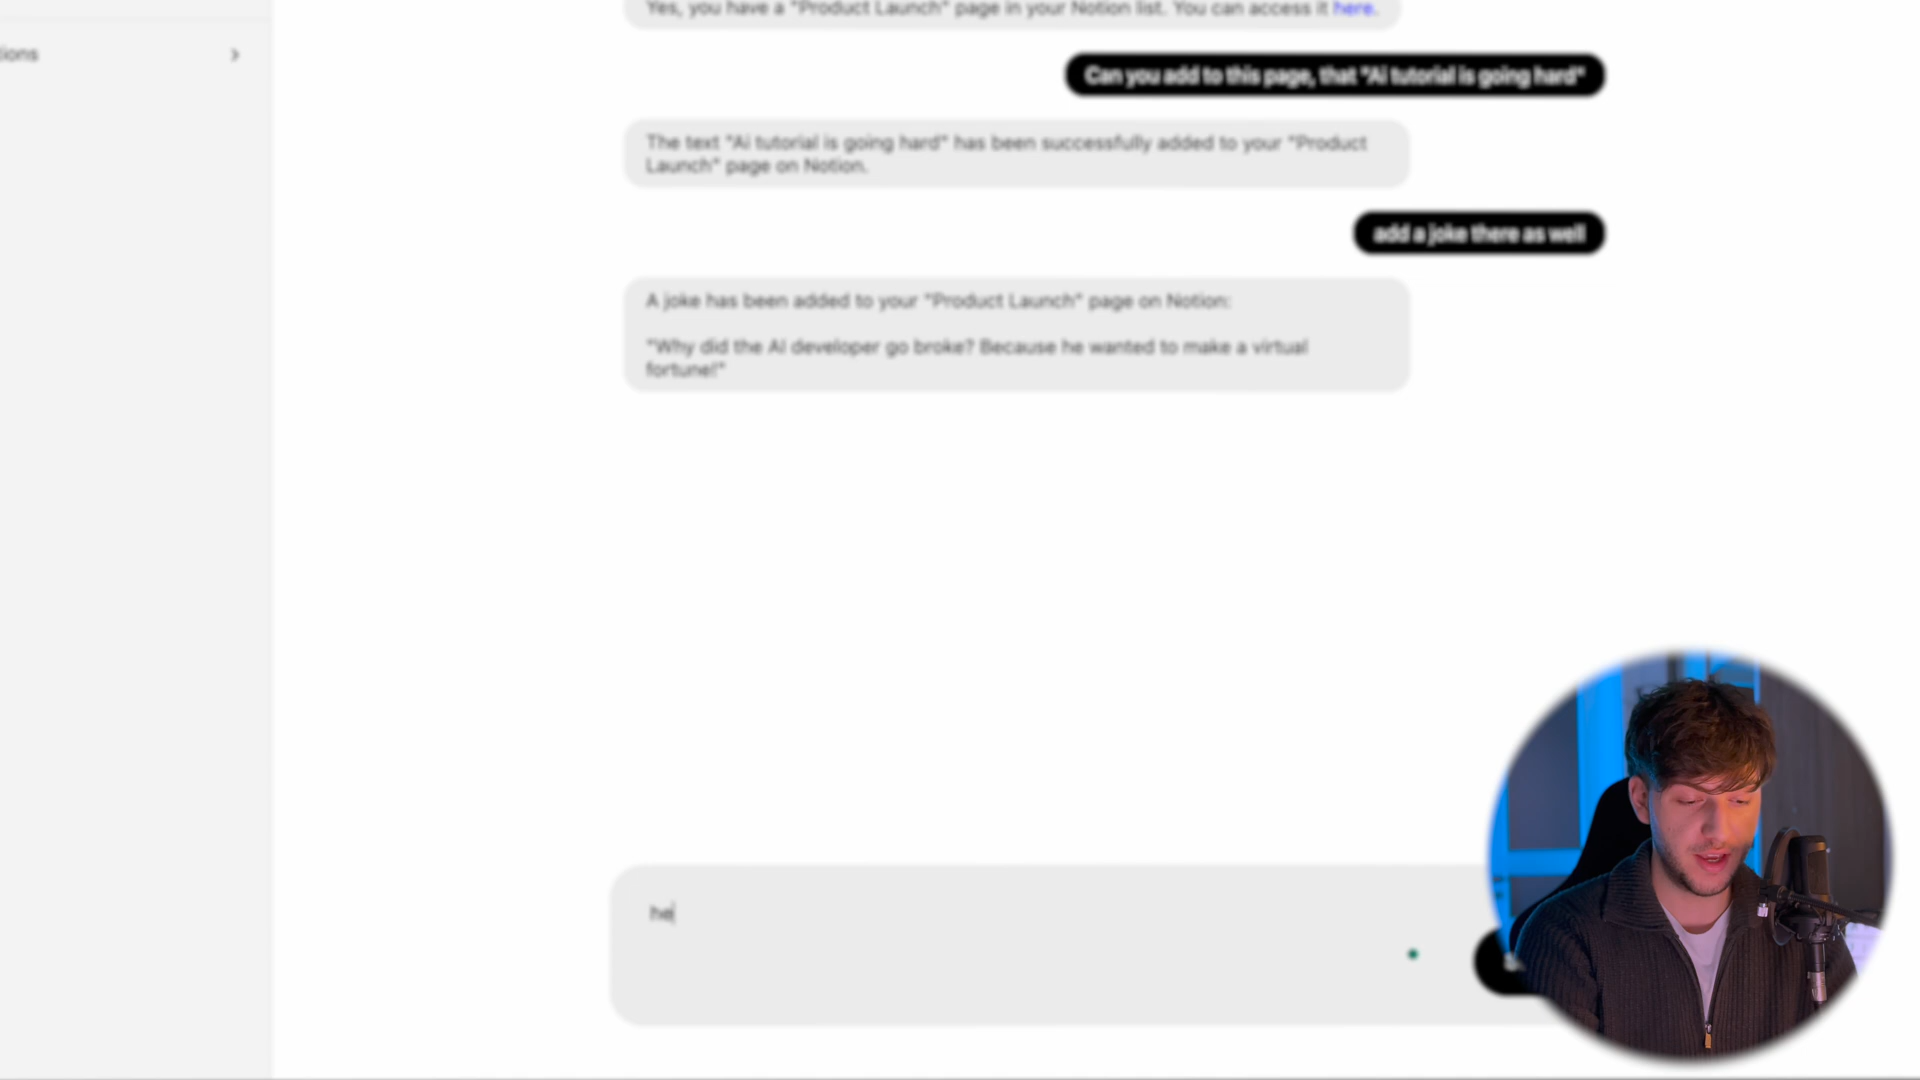 Yes, you have a "Product Launch" page in your Notion list. You can access it here.
tions
Can you add to this page, that "Ai tutorial is going hard"
The text "Ai tutorial is going hard" has been successfully added to your "Product
Launch" page on Notion.
add a joke there as well
A joke has been added to your "Product Launch" page on Notion:
"Why did the AI developer go broke? Because he wanted to make a virtual
fortune!"
he